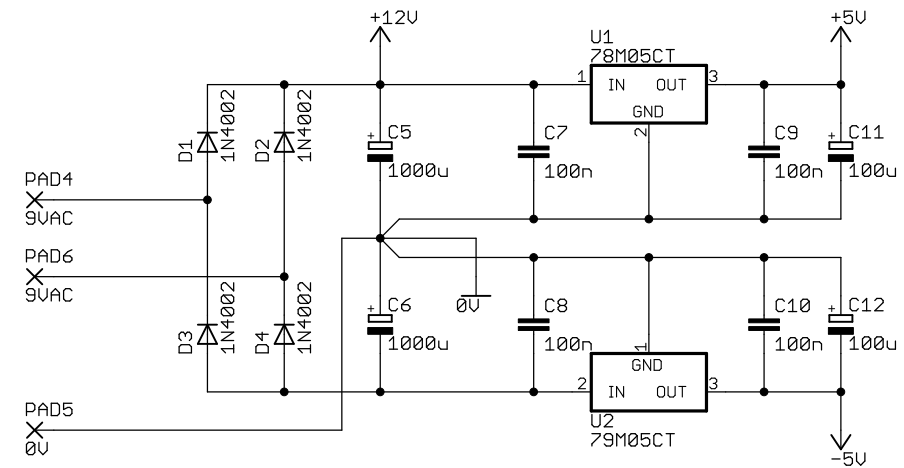 +12V
+5V
U1
78M05CT
1
IN
OUT
3
GND
2
D1
1N4002
D2
1N4002
+
C5
1000u
C7
100n
C9
100n
+
C11
100u
PAD4
9VAC
PAD6
9VAC
0V
D3
1N4002
D4
1N4002
+
C6
1000u
C8
100n
C10
100n
+
C12
100u
1
GND
2
IN
OUT
3
U2
79M05CT
PAD5
0V
-5V